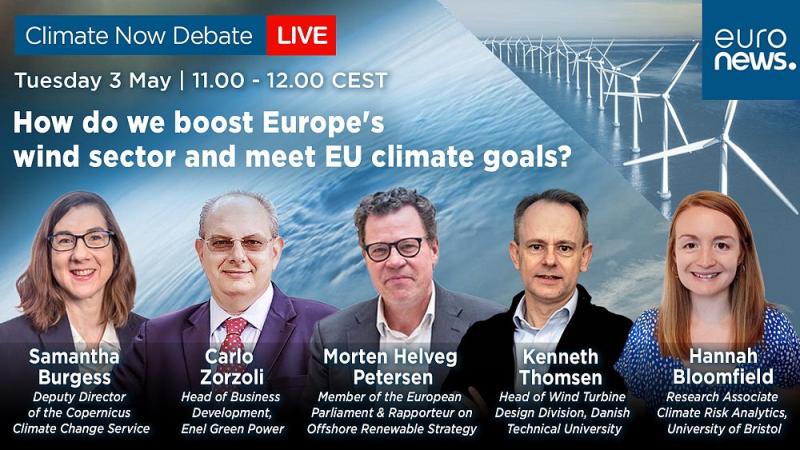 Climate Now Debate LIVE
euro
news.
Tuesday 3 May | 11.00 - 12.00 CEST
How do we boost Europe's
wind sector and meet EU climate goals?
Samantha
Burgess
Deputy Director
of the Copernicus
Climate Change Service
Carlo
Zorzoli
Head of Business
Development,
Enel Green Power
Morten Helveg
Petersen
Member of the European
Parliament & Rapporteur on
Offshore Renewable Strategy
Kenneth
Thomsen
Head of Wind Turbine
Design Division, Danish
Technical University
Hannah
Bloomfield
Research Associate
Climate Risk Analytics,
University of Bristol